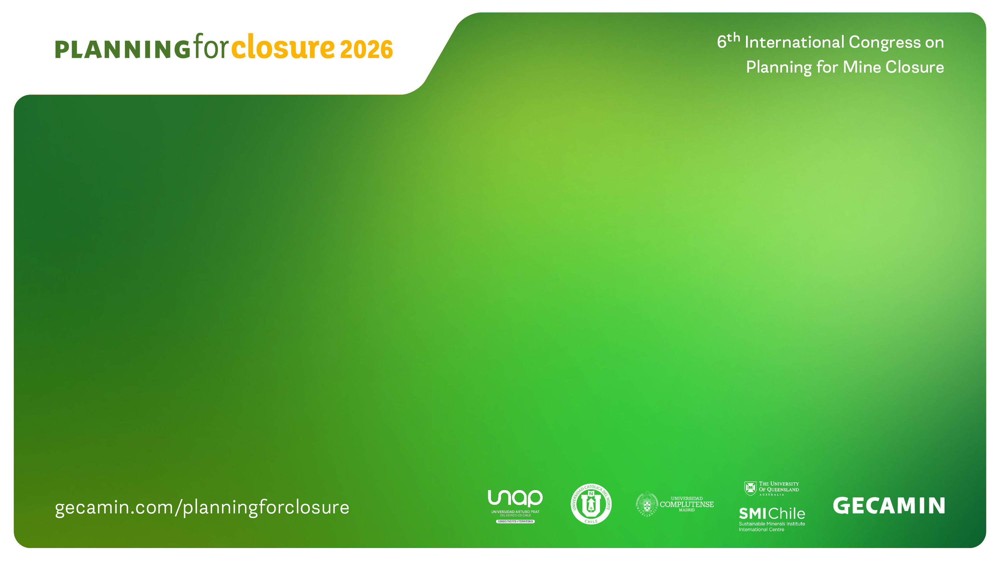 PLANNINGforclosure 2026
6th International Congress on
Planning for Mine Closure
gecamin.com/planningforclosure
unap
UNIVERSIDAD ARTURO PRAT
DEL ESTADO DE CHILE
CONOCIMIENTO Y TERRITORIO
UNIVERSIDAD CATÓLICA DEL NORTE
N
CHILE
UNIVERSIDAD
COMPLUTENSE
MADRID
THE UNIVERSITY
OF QUEENSLAND
AUSTRALIA
SMIChile
Sustainable Minerals Institute
International Centre
GECAMIN